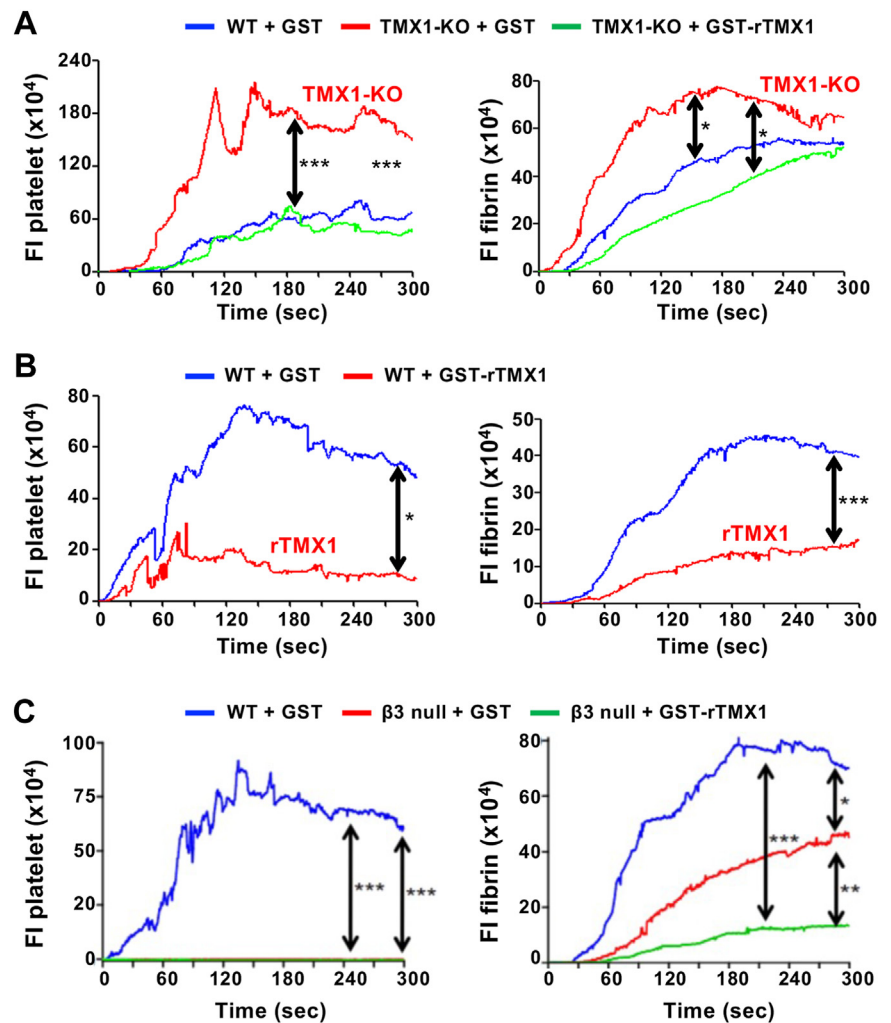 A
WT + GST TMX1-KO + GST TMX1-KO + GST-rTMX1
FI platelet (x10⁴)
240
180
120
60
0
TMX1-KO
***
***
0 60 120 180 240 300
Time (sec)
FI fibrin (x10⁴)
80
60
40
20
0
TMX1-KO
*
*
0 60 120 180 240 300
Time (sec)
B
WT + GST WT + GST-rTMX1
FI platelet (x10⁴)
80
60
40
20
0
rTMX1
*
0 60 120 180 240 300
Time (sec)
FI fibrin (x10⁴)
50
40
30
20
10
0
rTMX1
***
0 60 120 180 240 300
Time (sec)
C
WT + GST β3 null + GST β3 null + GST-rTMX1
FI platelet (x10⁴)
100
75
50
20
0
***
***
0 60 120 180 240 300
Time (sec)
FI fibrin (x10⁴)
80
60
40
20
0
***
*
**
0 60 120 180 240 300
Time (sec)